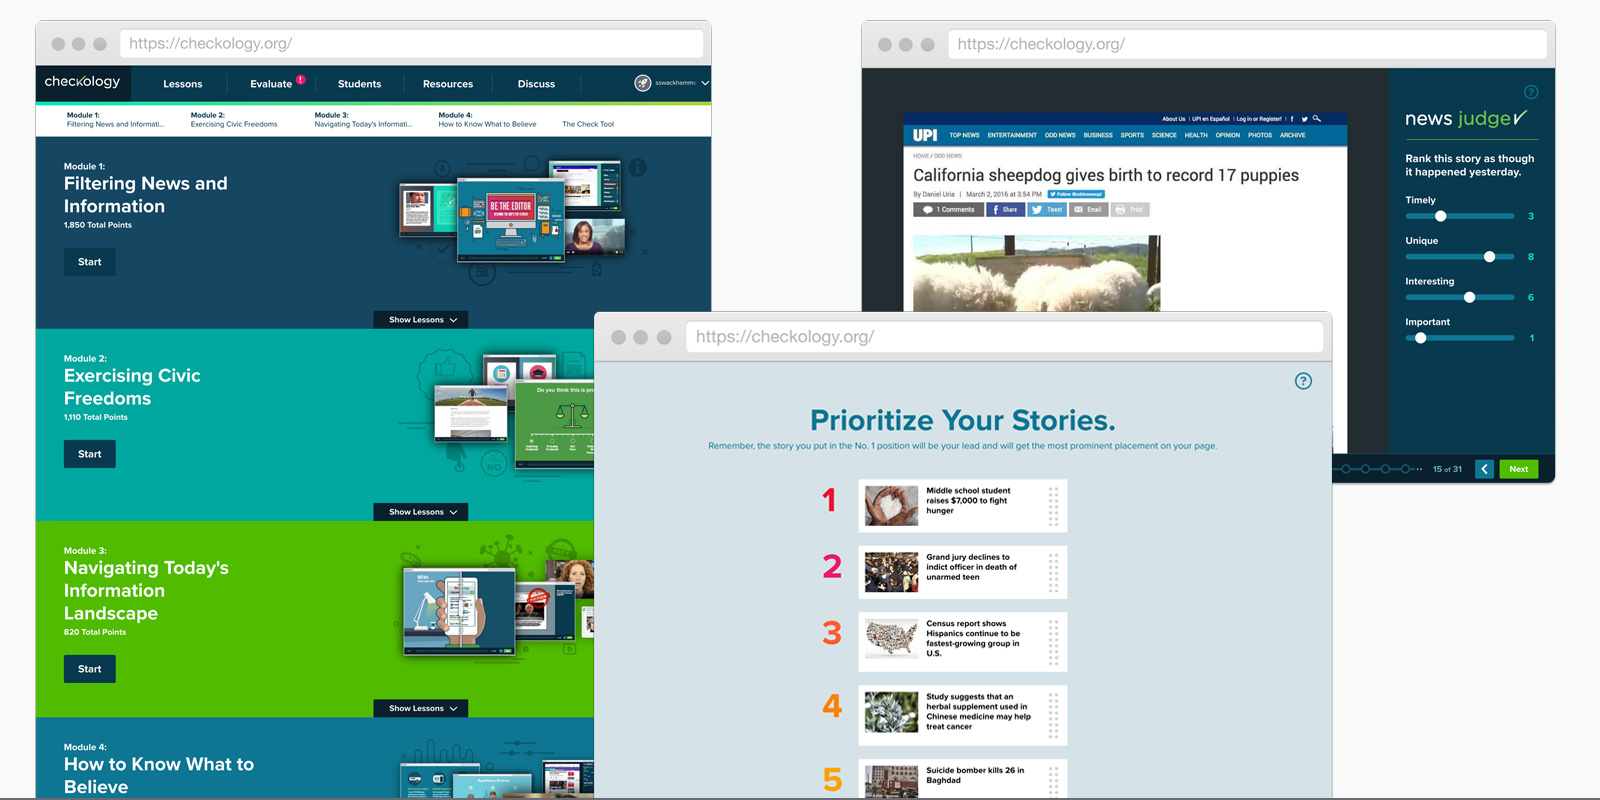 https://checkology.org/
checkology
Lessons
Evaluate !
Students
Resources
Discuss
sswackhamm
Module 1:
Filtering News and Informati...
Module 2:
Exercising Civic Freedoms
Module 3:
Navigating Today's Informati...
Module 4:
How to Know What to Believe
The Check Tool
Module 1:
Filtering News and
Information
1,850 Total Points
Start
BE THE EDITOR
Show Lessons
Module 2:
Exercising Civic
Freedoms
1,110 Total Points
Start
Do you think this is pr
NO
Show Lessons
Module 3:
Navigating Today's
Information
Landscape
820 Total Points
Start
With
Show Lessons
Module 4:
How to Know What to
Believe
https://checkology.org/
About Us | UPI en Español | Log in or Register! |
UPI
TOP NEWS ENTERTAINMENT ODD NEWS BUSINESS SPORTS SCIENCE HEALTH OPINION PHOTOS ARCHIVE
HOME / ODD NEWS
California sheepdog gives birth to record 17 puppies
By Daniel Uria | March 2, 2016 at 3:54 PM Follow @oddnewsupi
1 Comments Share Tweet Email Print
?
news judger
Rank this story as though
it happened yesterday.
Timely
3
Unique
8
Interesting
6
Important
1
15 of 31
Next
https://checkology.org/
?
Prioritize Your Stories.
Remember, the story you put in the No. 1 position will be your lead and will get the most prominent placement on your page.
1
Middle school student
raises $7,000 to fight
hunger
2
Grand jury declines to
indict officer in death of
unarmed teen
3
Census report shows
Hispanics continue to be
fastest-growing group in
U.S.
4
Study suggests that an
herbal supplement used in
Chinese medicine may help
treat cancer
5
Suicide bomber kills 26 in
Baghdad